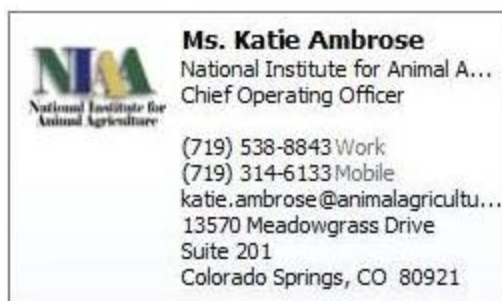 NIAA
National Institute for
Animal Agriculture
Ms. Katie Ambrose
National Institute for Animal A...
Chief Operating Officer
(719) 538-8843 Work
(719) 314-6133 Mobile
katie.ambrose@animalagricultu...
13570 Meadowgrass Drive
Suite 201
Colorado Springs, CO 80921